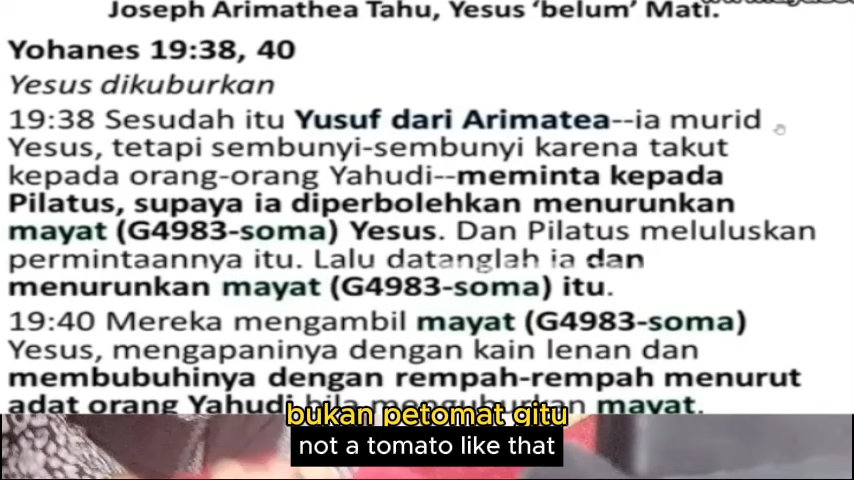 Joseph Arimathea Tahu, Yesus ‘belum’ Mati.
Yohanes 19:38, 40
Yesus dikuburkan
19:38 Sesudah itu Yusuf dari Arimatea--ia murid
Yesus, tetapi sembunyi-sembunyi karena takut
kepada orang-orang Yahudi--meminta kepada
Pilatus, supaya ia diperbolehkan menurunkan
mayat (G4983-soma) Yesus. Dan Pilatus meluluskan
permintaannya itu. Lalu datanglah ia dan
menurunkan mayat (G4983-soma) itu.
19:40 Mereka mengambil mayat (G4983-soma)
Yesus, mengapaninya dengan kain lenan dan
membubuhinya dengan rempah-rempah menurut
adat orang Yahudi bila menguburkan mayat.
bukan petomat gitu
not a tomato like that